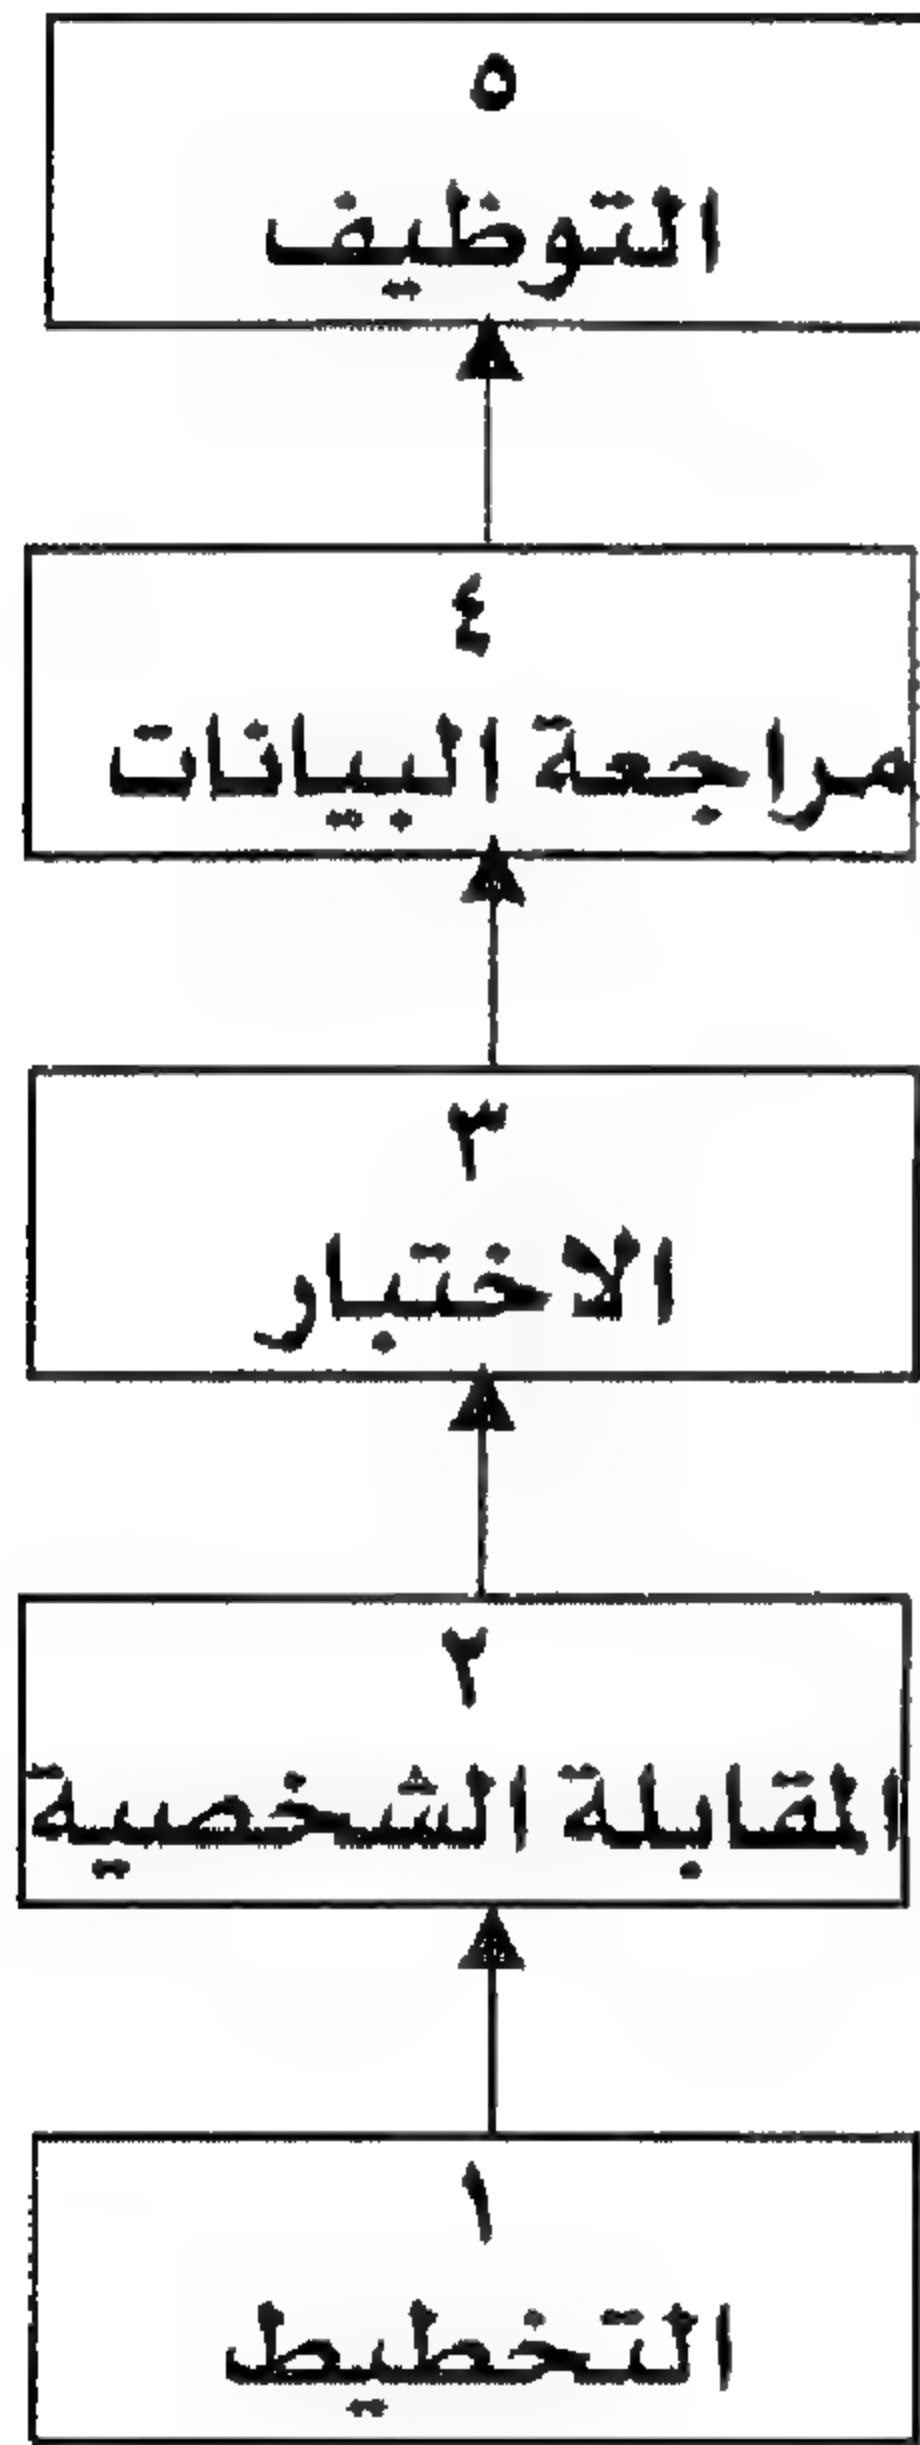 ٥
التوظيف
٤
مراجعة البيانات
٣
الاختبار
٢
المقابلة الشخصية
١
التخطيط